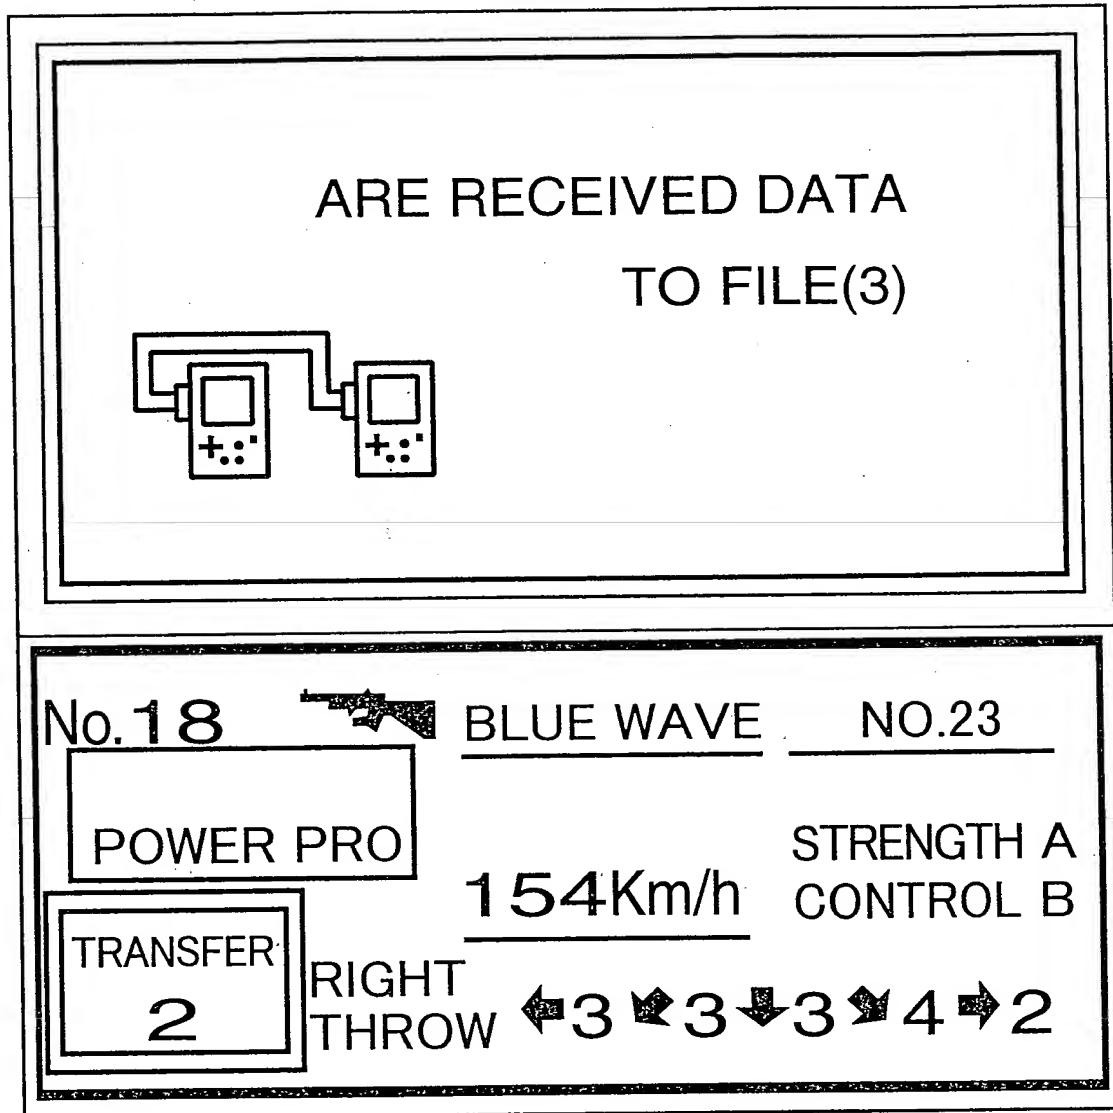 ARE RECEIVED DATA
TO FILE(3)
No.18 BLUE WAVE NO.23
POWER PRO
154Km/h
STRENGTH A
CONTROL B
TRANSFER
2
RIGHT
THROW
3 3 3 4 2